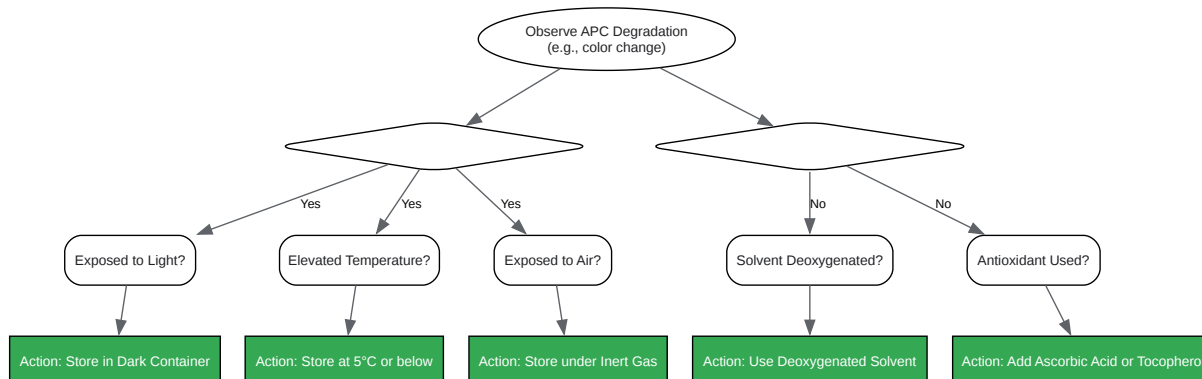 Observe APC Degradation
(e.g., color change)
Yes
Yes
Yes
No
No
Exposed to Light?
Elevated Temperature?
Exposed to Air?
Solvent Deoxygenated?
Antioxidant Used?
Action: Store in Dark Container
Action: Store at 5°C or below
Action: Store under Inert Gas
Action: Use Deoxygenated Solvent
Action: Add Ascorbic Acid or Tocophero